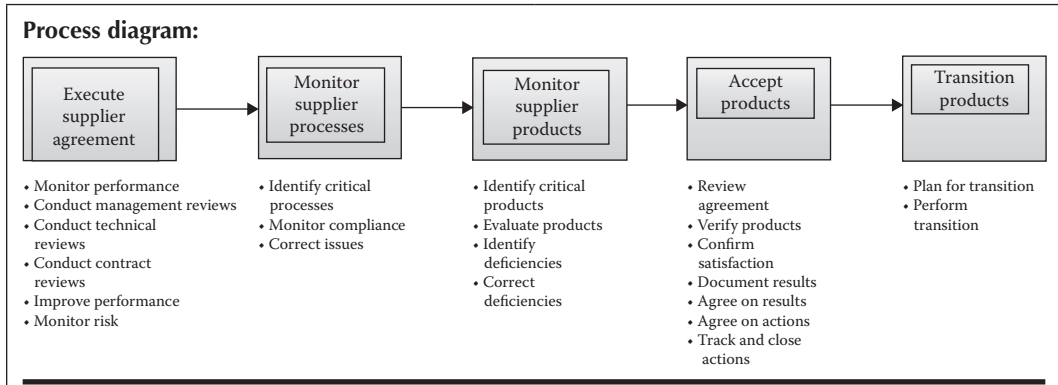 Process diagram:
Execute
supplier
agreement
Monitor
supplier
processes
Monitor
supplier
products
Accept
products
Transition
products
• Monitor performance
• Conduct management reviews
• Conduct technical
reviews
• Conduct contract
reviews
• Improve performance
• Monitor risk
• Identify critical
processes
• Monitor compliance
• Correct issues
• Identify critical
products
• Evaluate products
• Identify
deficiencies
• Correct
deficiencies
• Review
agreement
• Verify products
• Confirm
satisfaction
• Document results
• Agree on results
• Agree on actions
• Track and close
actions
• Plan for transition
• Perform
transition